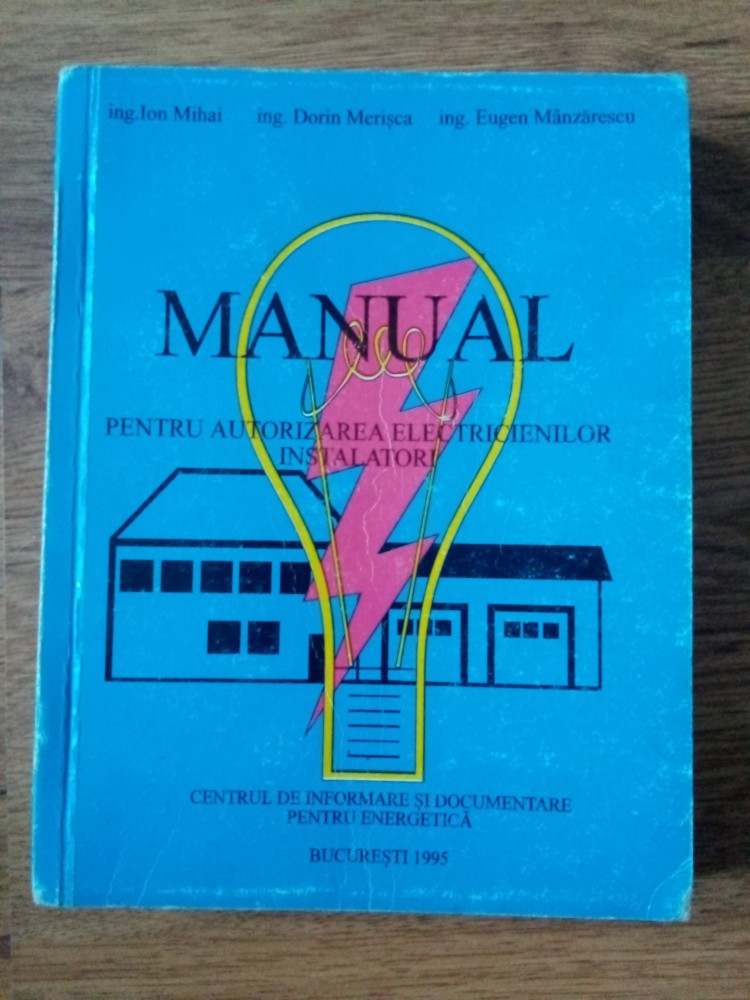 ing.Ion Mihai ing. Dorin Merişca ing. Eugen Mânzărescu
MANUAL
PENTRU AUTORIZAREA ELECTRICIENILOR
INSTALATORI
CENTRUL DE INFORMARE ŞI DOCUMENTARE
PENTRU ENERGETICĂ
BUCUREŞTI 1995